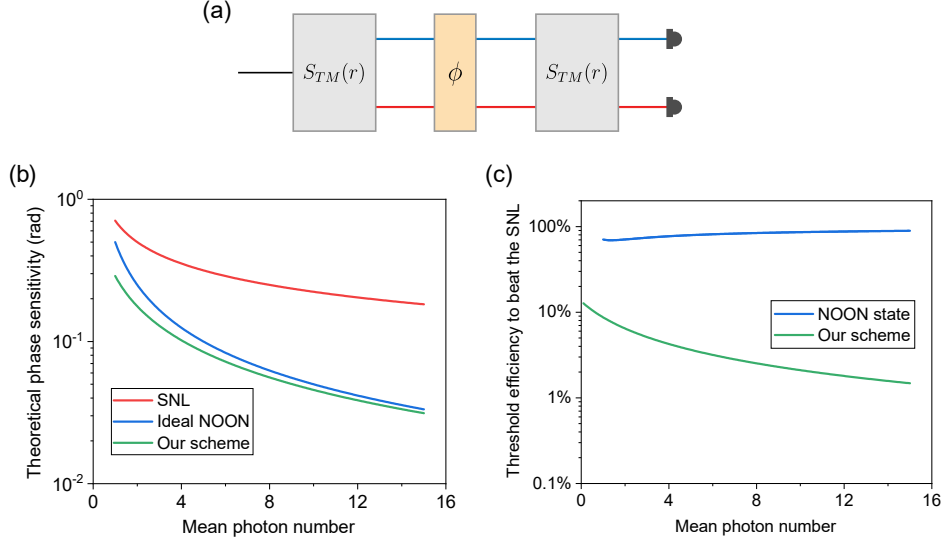 (a)
S_{TM}(r)
ϕ
S_{TM}(r)
(b)
Theoretical phase sensitivity (rad)
10^0
10^{-1}
10^{-2}
SNL
Ideal NOON
Our scheme
0
4
8
12
16
Mean photon number
(c)
Threshold efficiency to beat the SNL
100%
10%
1%
0.1%
NOON state
Our scheme
0
4
8
12
16
Mean photon number